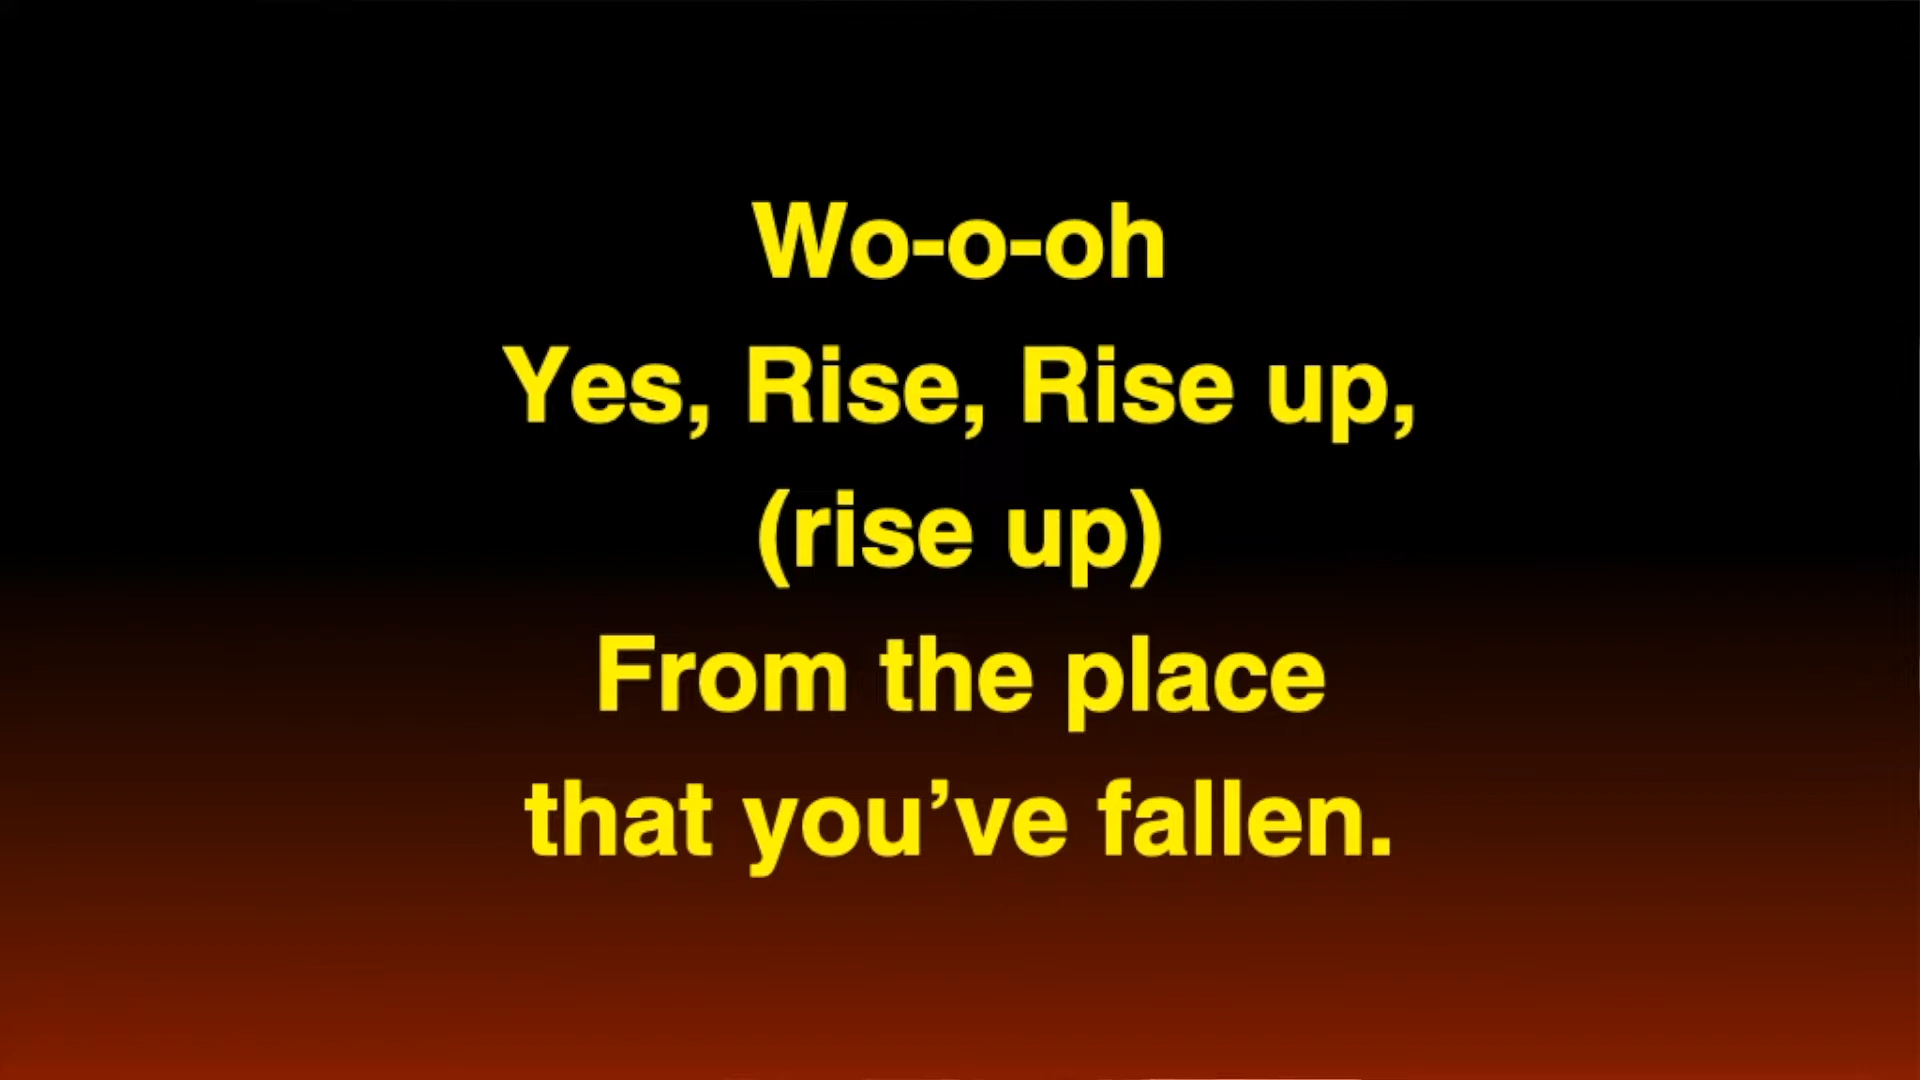 Wo-o-oh
Yes, Rise, Rise up,
(rise up)
From the place
that you’ve fallen.